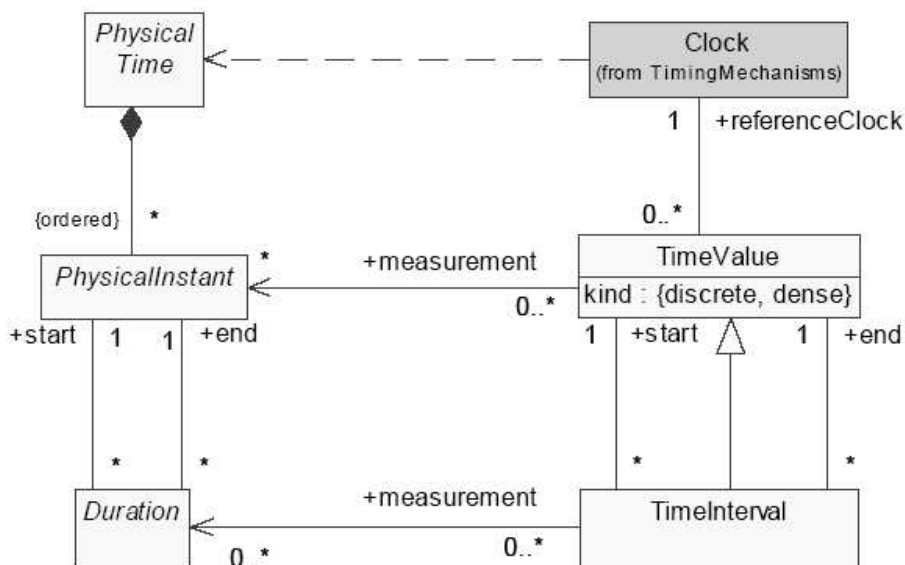 Physical
Time
Clock
(from TimingMechanisms)
1
+referenceClock
{ordered}
*
0..*
PhysicalInstant
*
+measurement
0..*
TimeValue
kind : {discrete, dense}
+start
1
1
+end
1
+start
1
+end
*
*
*
*
Duration
+measurement
TimeInterval
0..*
0..*